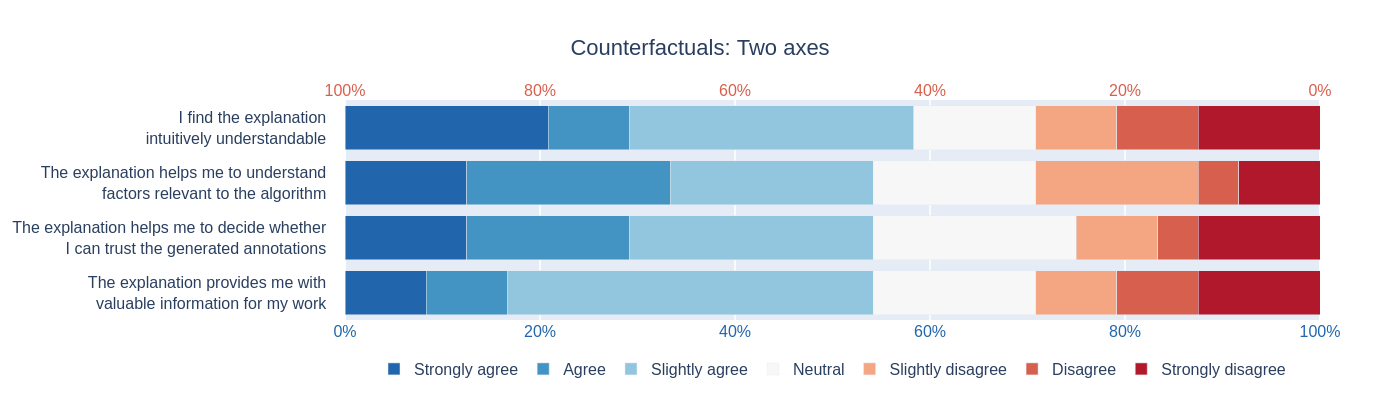 Counterfactuals: Two axes
100% 80% 60% 40% 20% 0%
I find the explanation
intuitively understandable
The explanation helps me to understand
factors relevant to the algorithm
The explanation helps me to decide whether
I can trust the generated annotations
The explanation provides me with
valuable information for my work
0% 20% 40% 60% 80% 100%
Strongly agree Agree Slightly agree Neutral Slightly disagree Disagree Strongly disagree